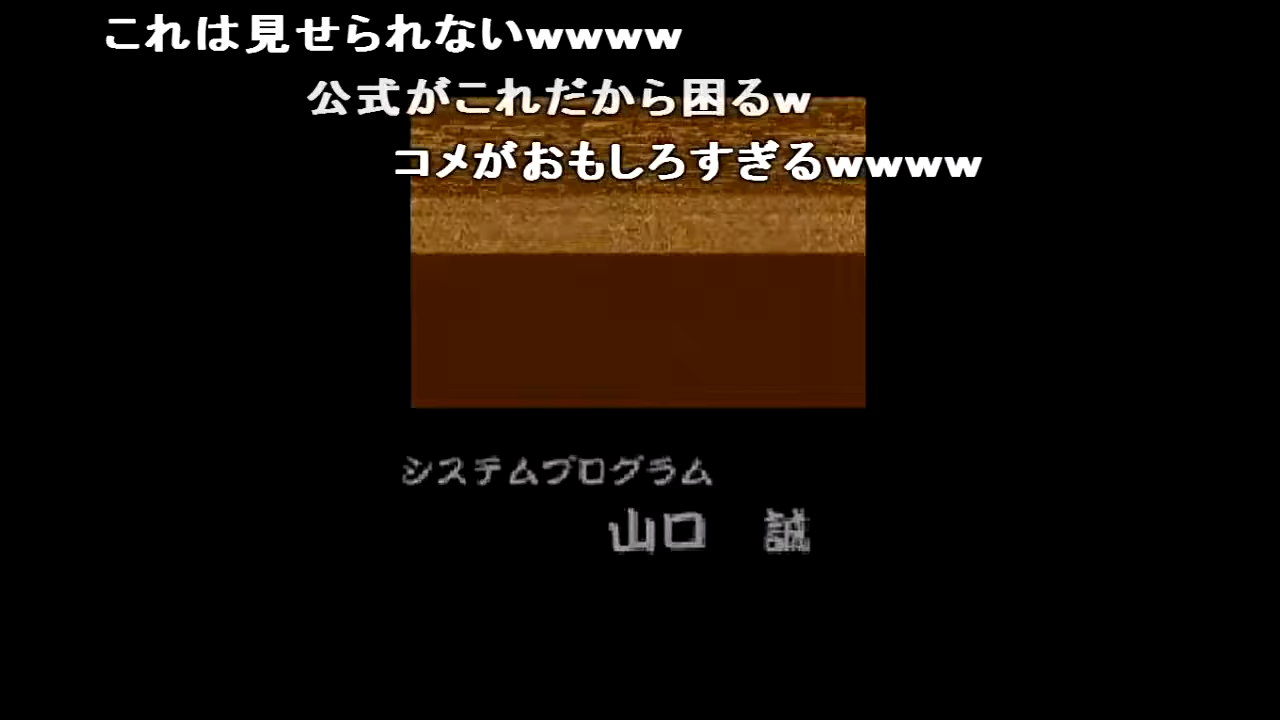 これは見せられないwwww
公式がこれだから困るw
コメがおもしろすぎるwwww
システムプログラム
山口 誠